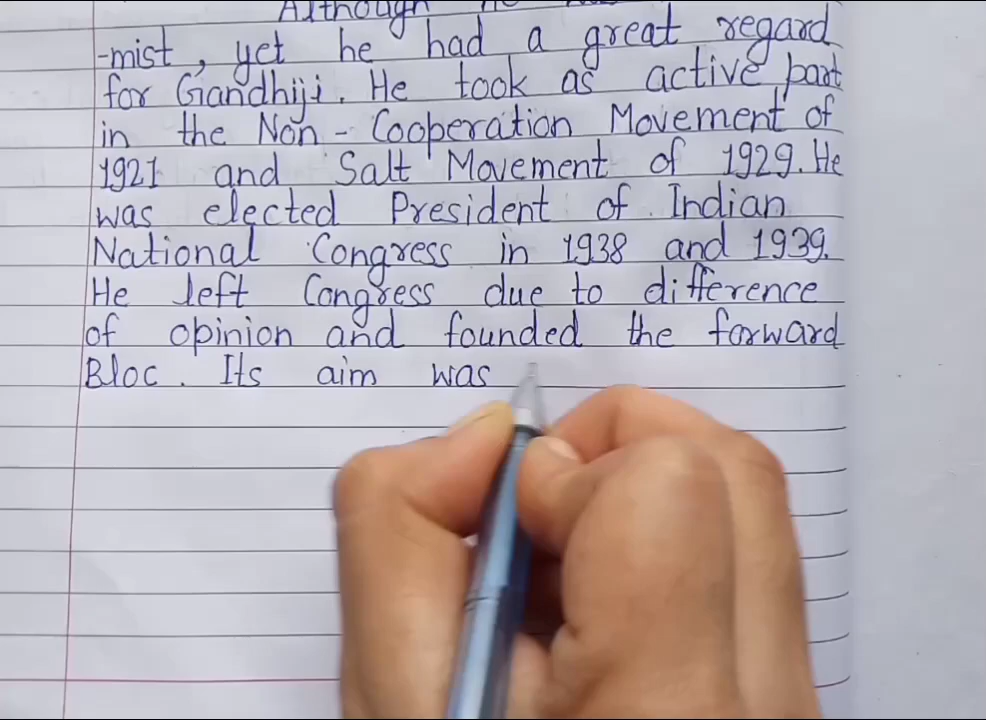 Although he
-mist, yet he had a great regard
for Gandhiji. He took as active part
in the Non - Cooperation Movement of
1921 and Salt Movement of 1929. He
was elected President of Indian
National Congress in 1938 and 1939.
He left Congress due to difference
of opinion and founded the forward
Bloc. Its aim was